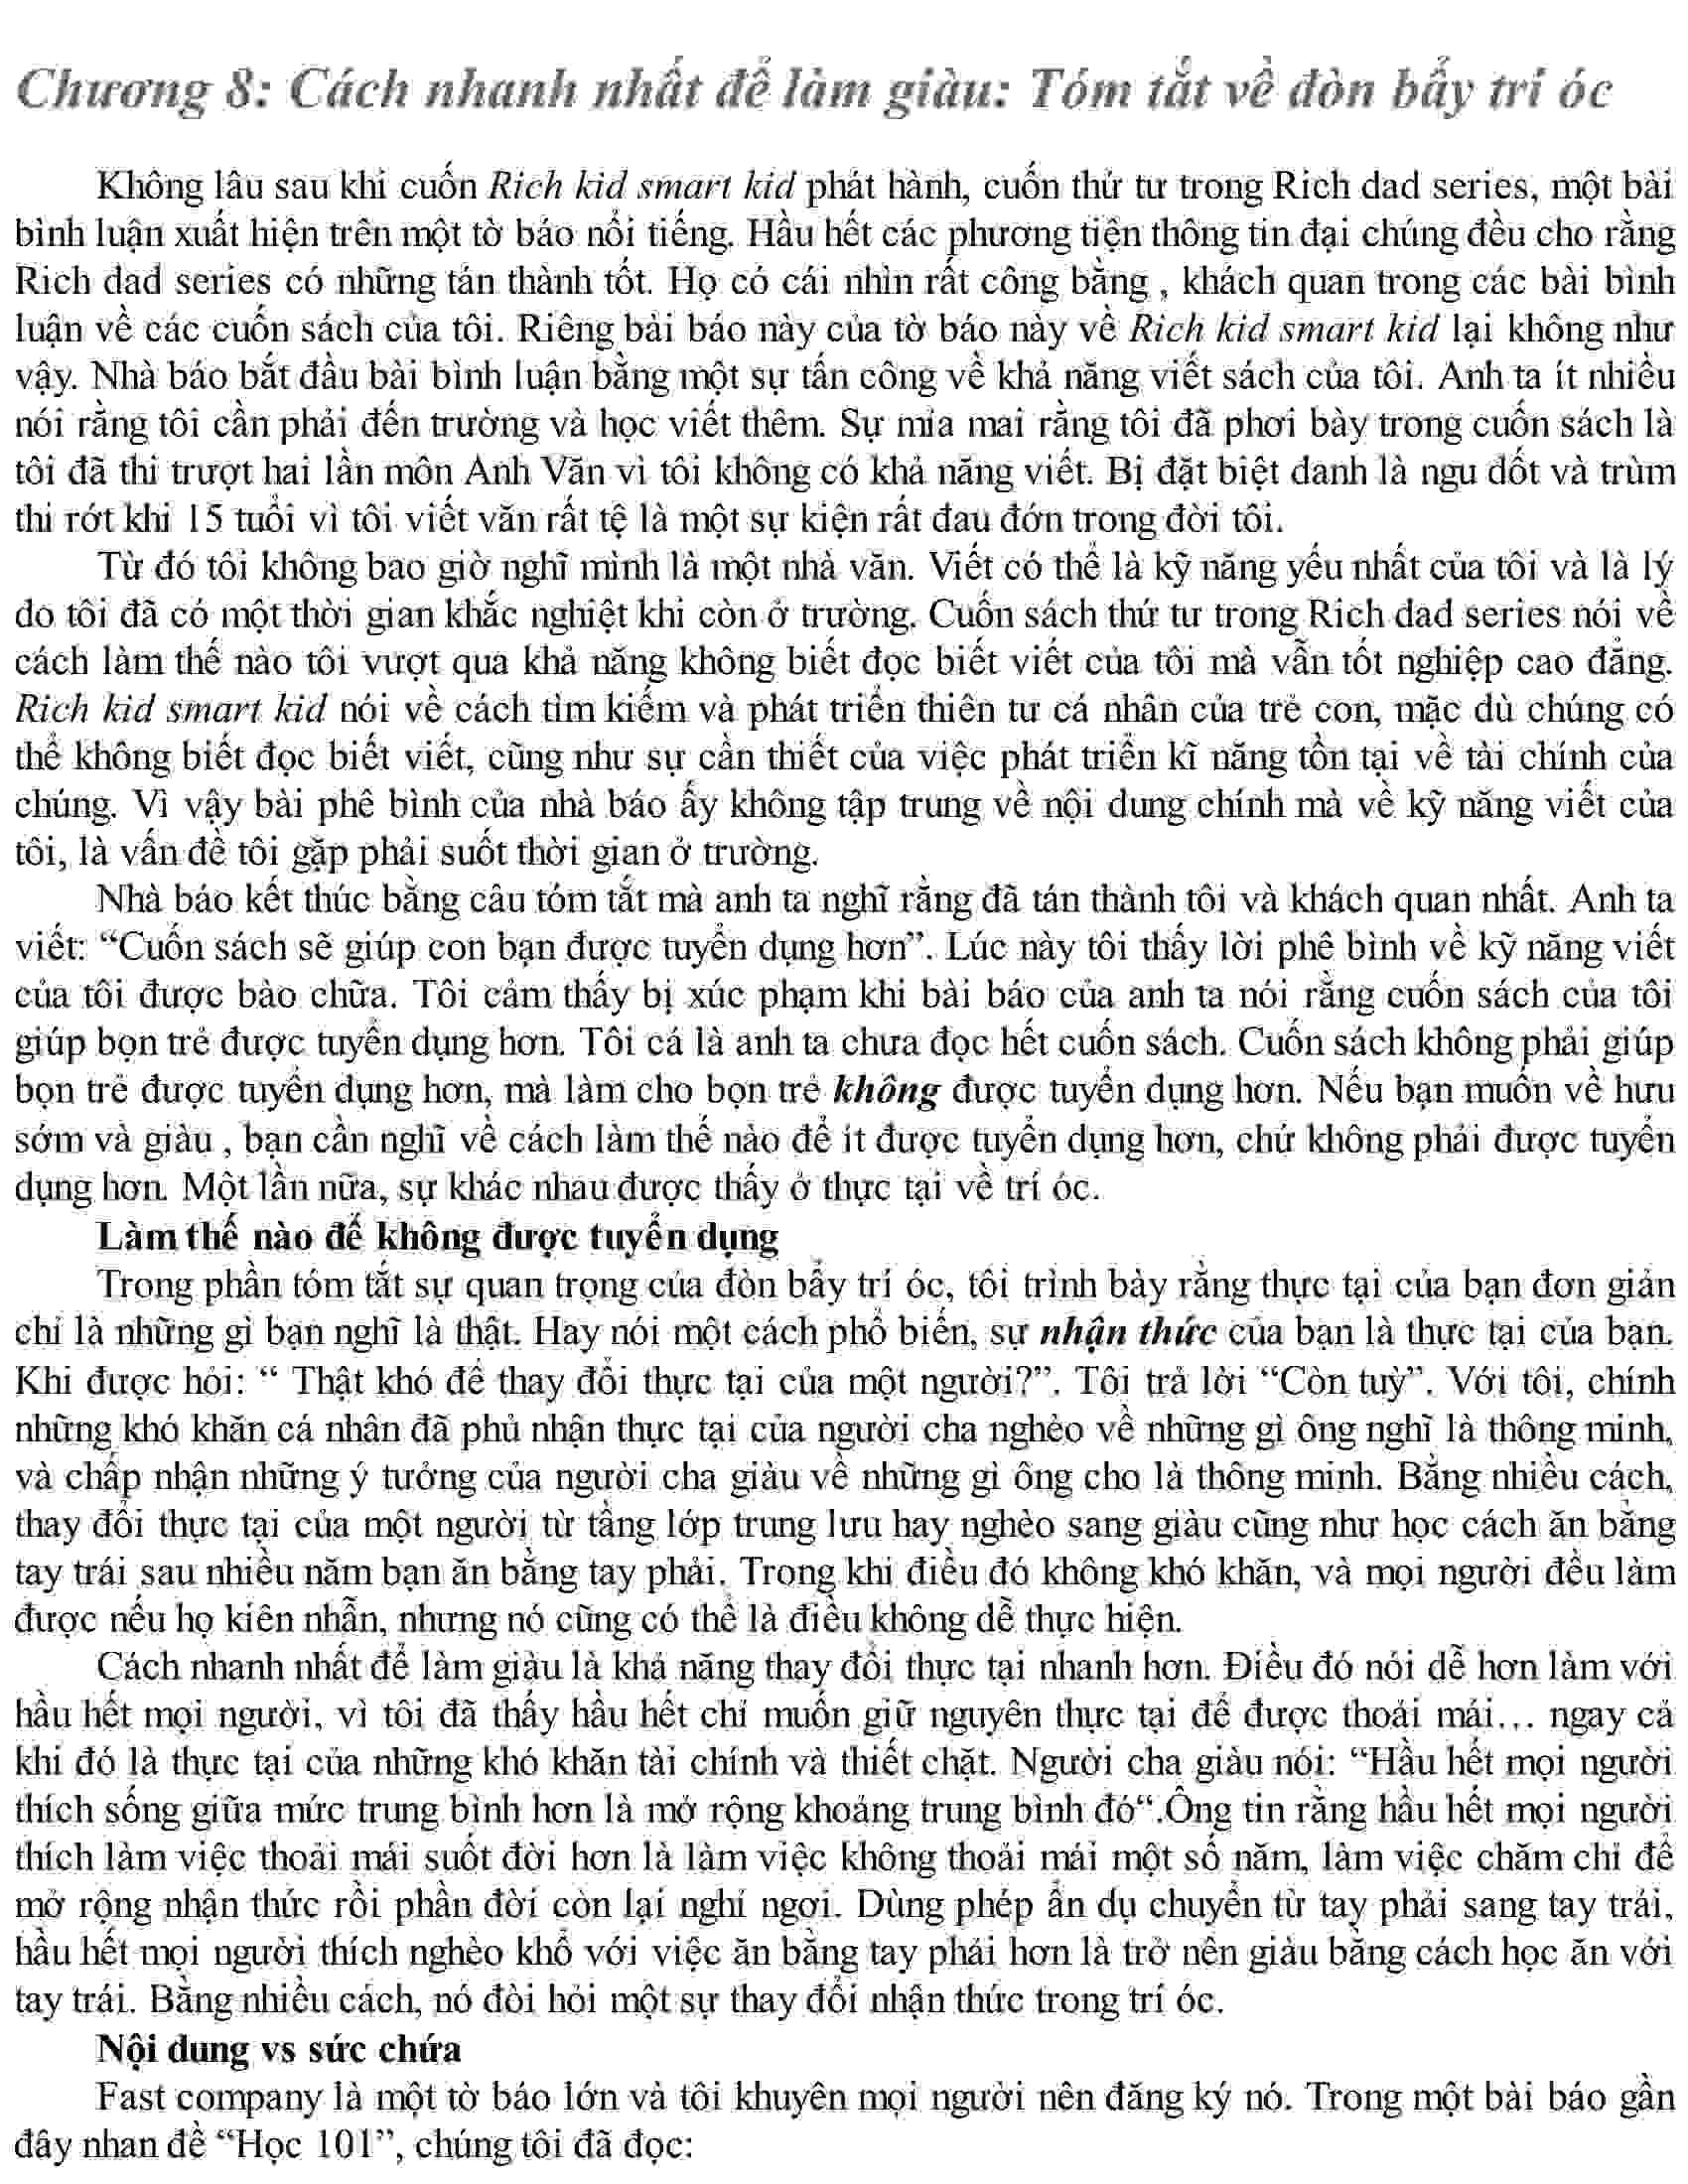 Chương 8: Cách nhanh nhất để làm giàu: Tóm tắt về đòn bẩy trí óc
Không lâu sau khi cuốn Rich kid smart kid phát hành, cuốn thứ tư trong Rich dad series, một bài
bình luận xuất hiện trên một tờ báo nổi tiếng. Hầu hết các phương tiện thông tin đại chúng đều cho rằng
Rich dad series có những tán thành tốt. Họ có cái nhìn rất công bằng , khách quan trong các bài bình
luận về các cuốn sách của tôi. Riêng bài báo này của tờ báo này về Rich kid smart kid lại không như
vậy. Nhà báo bắt đầu bài bình luận bằng một sự tấn công về khả năng viết sách của tôi. Anh ta ít nhiều
nói rằng tôi cần phải đến trường và học viết thêm. Sự mỉa mai rằng tôi đã phơi bày trong cuốn sách là
tôi đã thi trượt hai lần môn Anh Văn vì tôi không có khả năng viết. Bị đặt biệt danh là ngu dốt và trùm
thi rớt khi 15 tuổi vì tôi viết văn rất tệ là một sự kiện rất đau đớn trong đời tôi.
Từ đó tôi không bao giờ nghĩ mình là một nhà văn. Viết có thể là kỹ năng yếu nhất của tôi và là lý
do tôi đã có một thời gian khắc nghiệt khi còn ở trường. Cuốn sách thứ tư trong Rich dad series nói về
cách làm thế nào tôi vượt qua khả năng không biết đọc biết viết của tôi mà vẫn tốt nghiệp cao đẳng.
Rich kid smart kid nói về cách tìm kiếm và phát triển thiên tư cá nhân của trẻ con, mặc dù chúng có
thể không biết đọc biết viết, cũng như sự cần thiết của việc phát triển kĩ năng tồn tại về tài chính của
chúng. Vì vậy bài phê bình của nhà báo ấy không tập trung về nội dung chính mà về kỹ năng viết của
tôi, là vấn đề tôi gặp phải suốt thời gian ở trường.
Nhà báo kết thúc bằng câu tóm tắt mà anh ta nghĩ rằng đã tán thành tôi và khách quan nhất. Anh ta
viết: “Cuốn sách sẽ giúp con bạn được tuyển dụng hơn”. Lúc này tôi thấy lời phê bình về kỹ năng viết
của tôi được bào chữa. Tôi cảm thấy bị xúc phạm khi bài báo của anh ta nói rằng cuốn sách của tôi
giúp bọn trẻ được tuyển dụng hơn. Tôi cá là anh ta chưa đọc hết cuốn sách. Cuốn sách không phải giúp
bọn trẻ được tuyển dụng hơn, mà làm cho bọn trẻ không được tuyển dụng hơn. Nếu bạn muốn về hưu
sớm và giàu , bạn cần nghĩ về cách làm thế nào để ít được tuyển dụng hơn, chứ không phải được tuyển
dụng hơn. Một lần nữa, sự khác nhau được thấy ở thực tại về trí óc.
Làm thế nào để không được tuyển dụng
Trong phần tóm tắt sự quan trọng của đòn bẩy trí óc, tôi trình bày rằng thực tại của bạn đơn giản
chỉ là những gì bạn nghĩ là thật. Hay nói một cách phổ biến, sự nhận thức của bạn là thực tại của bạn.
Khi được hỏi: “ Thật khó để thay đổi thực tại của một người?”. Tôi trả lời “Còn tuỳ”. Với tôi, chính
những khó khăn cá nhân đã phủ nhận thực tại của người cha nghèo về những gì ông nghĩ là thông minh,
và chấp nhận những ý tưởng của người cha giàu về những gì ông cho là thông minh. Bằng nhiều cách,
thay đổi thực tại của một người từ tầng lớp trung lưu hay nghèo sang giàu cũng như học cách ăn bằng
tay trái sau nhiều năm bạn ăn bằng tay phải. Trong khi điều đó không khó khăn, và mọi người đều làm
được nếu họ kiên nhẫn, nhưng nó cũng có thể là điều không dễ thực hiện.
Cách nhanh nhất để làm giàu là khả năng thay đổi thực tại nhanh hơn. Điều đó nói dễ hơn làm với
hầu hết mọi người, vì tôi đã thấy hầu hết chỉ muốn giữ nguyên thực tại để được thoải mái… ngay cả
khi đó là thực tại của những khó khăn tài chính và thiết chặt. Người cha giàu nói: “Hầu hết mọi người
thích sống giữa mức trung bình hơn là mở rộng khoảng trung bình đó“.Ông tin rằng hầu hết mọi người
thích làm việc thoải mái suốt đời hơn là làm việc không thoải mái một số năm, làm việc chăm chỉ để
mở rộng nhận thức rồi phần đời còn lại nghỉ ngơi. Dùng phép ẩn dụ chuyển từ tay phải sang tay trái,
hầu hết mọi người thích nghèo khổ với việc ăn bằng tay phải hơn là trở nên giàu bằng cách học ăn với
tay trái. Bằng nhiều cách, nó đòi hỏi một sự thay đổi nhận thức trong trí óc.
Nội dung vs sức chứa
Fast company là một tờ báo lớn và tôi khuyên mọi người nên đăng ký nó. Trong một bài báo gần
đây nhan đề “Học 101”, chúng tôi đã đọc: